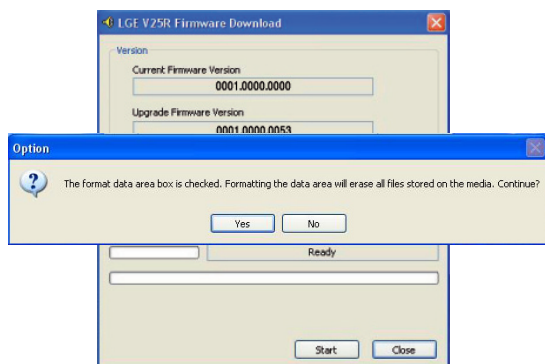 LGE V25R Firmware Download
Version
Current Firmware Version
0001.0000.0000
Upgrade Firmware Version
0001.0000.0053
Option
The format data area box is checked. Formatting the data area will erase all files stored on the media. Continue?
Yes No
Ready
Start Close